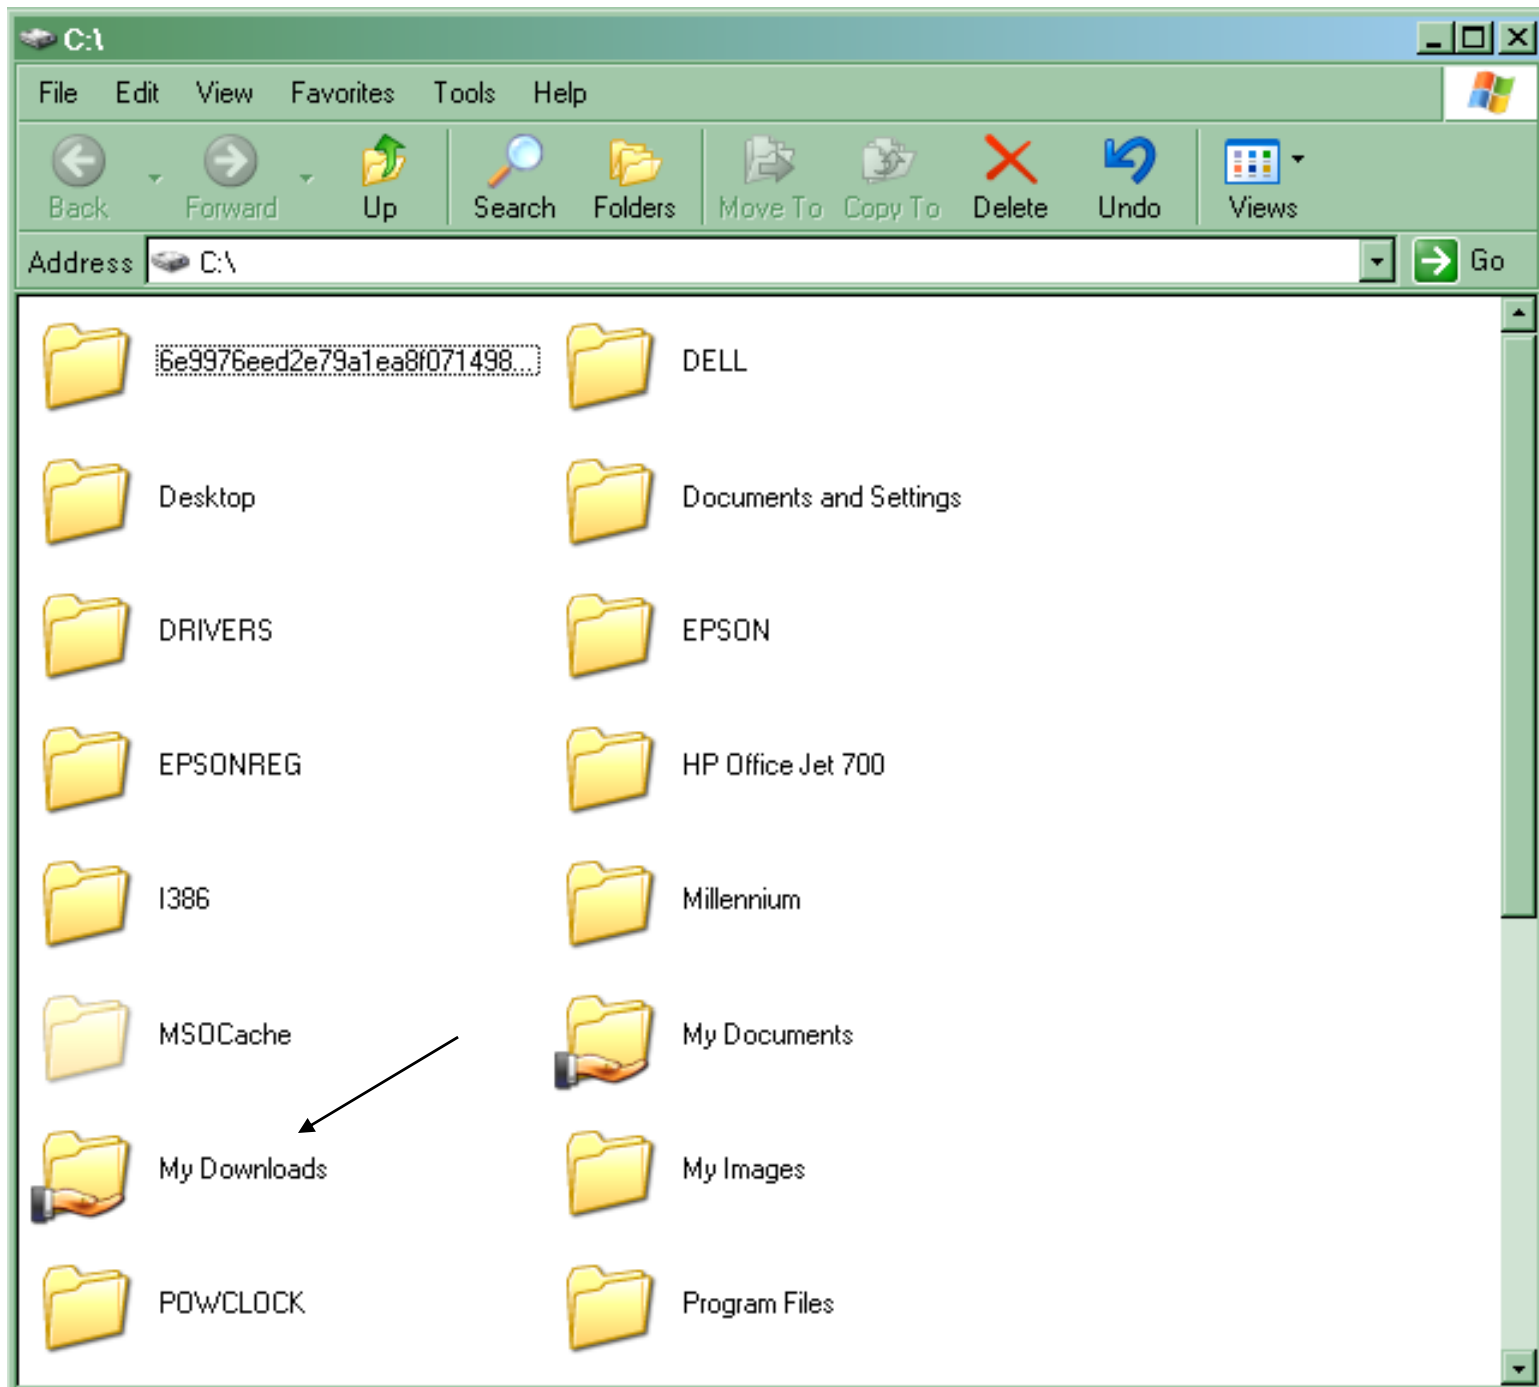 C:\
File Edit View Favorites Tools Help
Back Forward Up Search Folders Move To Copy To Delete Undo Views
Address C:\ Go
6e9976eed2e79a1ea8f071498... DELL
Desktop Documents and Settings
DRIVERS EPSON
EPSONREG HP Office Jet 700
I386 Millennium
MSOCache My Documents
My Downloads My Images
POWCLOCK Program Files